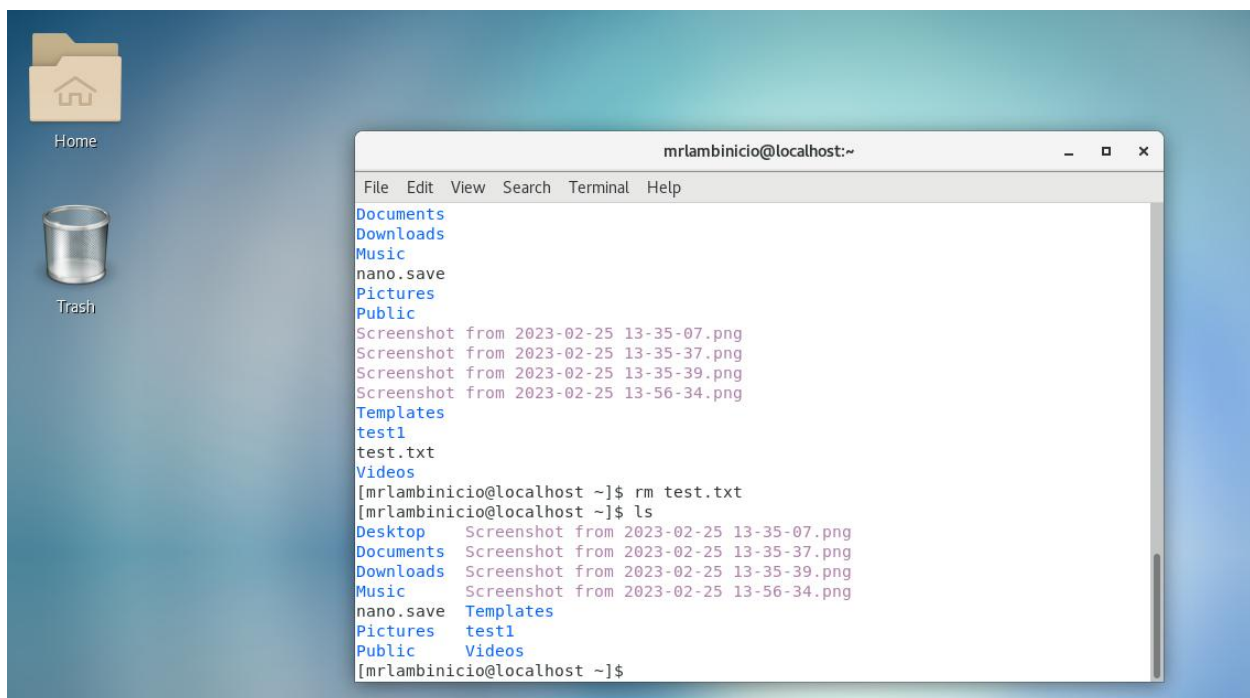 Home
Trash
mrlambinicio@localhost:~
File Edit View Search Terminal Help
Documents
Downloads
Music
nano.save
Pictures
Public
Screenshot from 2023-02-25 13-35-07.png
Screenshot from 2023-02-25 13-35-37.png
Screenshot from 2023-02-25 13-35-39.png
Screenshot from 2023-02-25 13-56-34.png
Templates
test1
test.txt
Videos
[mrlambinicio@localhost ~]$ rm test.txt
[mrlambinicio@localhost ~]$ ls
Desktop Screenshot from 2023-02-25 13-35-07.png
Documents Screenshot from 2023-02-25 13-35-37.png
Downloads Screenshot from 2023-02-25 13-35-39.png
Music Screenshot from 2023-02-25 13-56-34.png
nano.save Templates
Pictures test1
Public Videos
[mrlambinicio@localhost ~]$